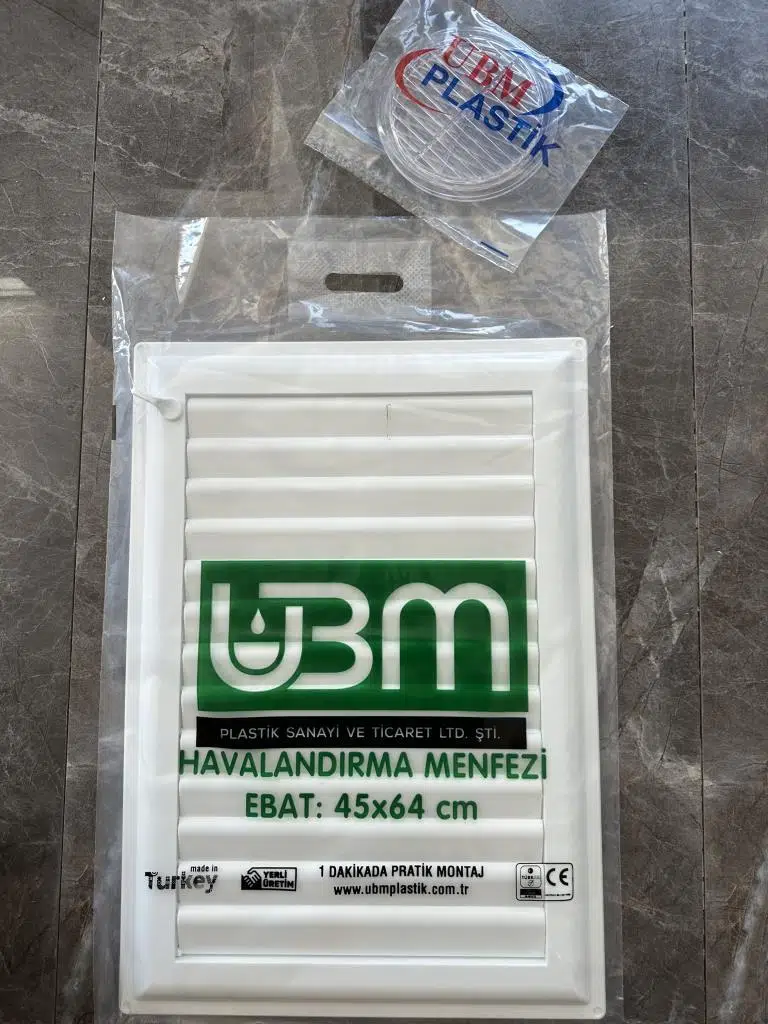 UBM
PLASTİK
UBM
PLASTİK SANAYİ VE TİCARET LTD. ŞTİ.
HAVALANDIRMA MENFEZİ
EBAT: 45x64 cm
made in
Turkey
YERLİ
ÜRETİM
1 DAKİKADA PRATİK MONTAJ
www.ubmplastik.com.tr
CE